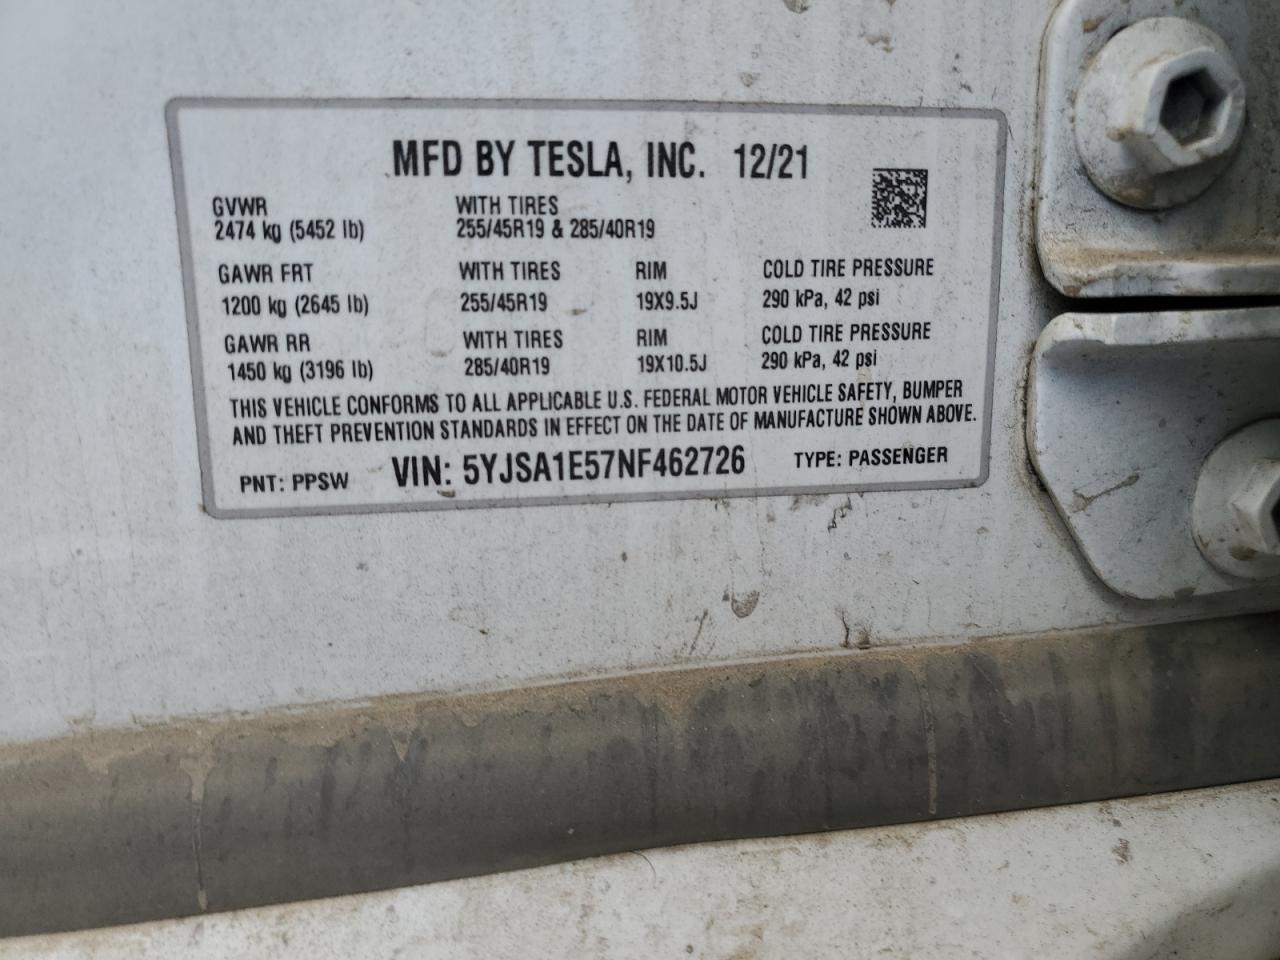 MFD BY TESLA, INC. 12/21
GVWR WITH TIRES
2474 kg (5452 lb) 255/45R19 & 285/40R19
GAWR FRT WITH TIRES RIM COLD TIRE PRESSURE
1200 kg (2645 lb) 255/45R19 19X9.5J 290 kPa, 42 psi
GAWR RR WITH TIRES RIM COLD TIRE PRESSURE
1450 kg (3196 lb) 285/40R19 19X10.5J 290 kPa, 42 psi
THIS VEHICLE CONFORMS TO ALL APPLICABLE U.S. FEDERAL MOTOR VEHICLE SAFETY, BUMPER
AND THEFT PREVENTION STANDARDS IN EFFECT ON THE DATE OF MANUFACTURE SHOWN ABOVE.
PNT: PPSW VIN: 5YJSA1E57NF462726 TYPE: PASSENGER